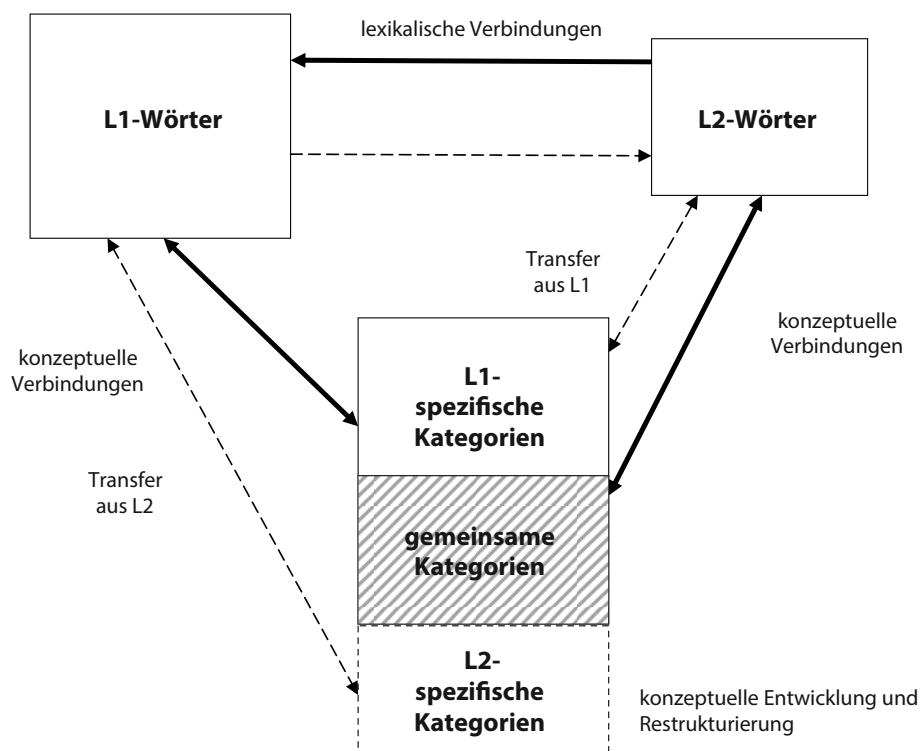 lexikalische Verbindungen
L1-Wörter
L2-Wörter
Transfer
aus L1
konzeptuelle
Verbindungen
konzeptuelle
Verbindungen
L1-
spezifische
Kategorien
Transfer
aus L2
gemeinsame
Kategorien
L2-
spezifische
Kategorien
konzeptuelle Entwicklung und
Restrukturierung